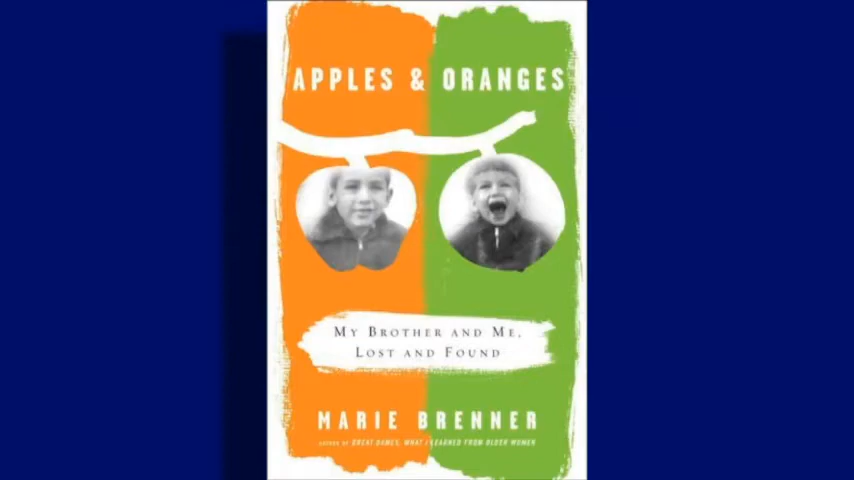 APPLES & ORANGES
MY BROTHER AND ME,
LOST AND FOUND
MARIE BRENNER
AUTHOR OF GREAT DAMES: WHAT I LEARNED FROM OLDER WOMEN